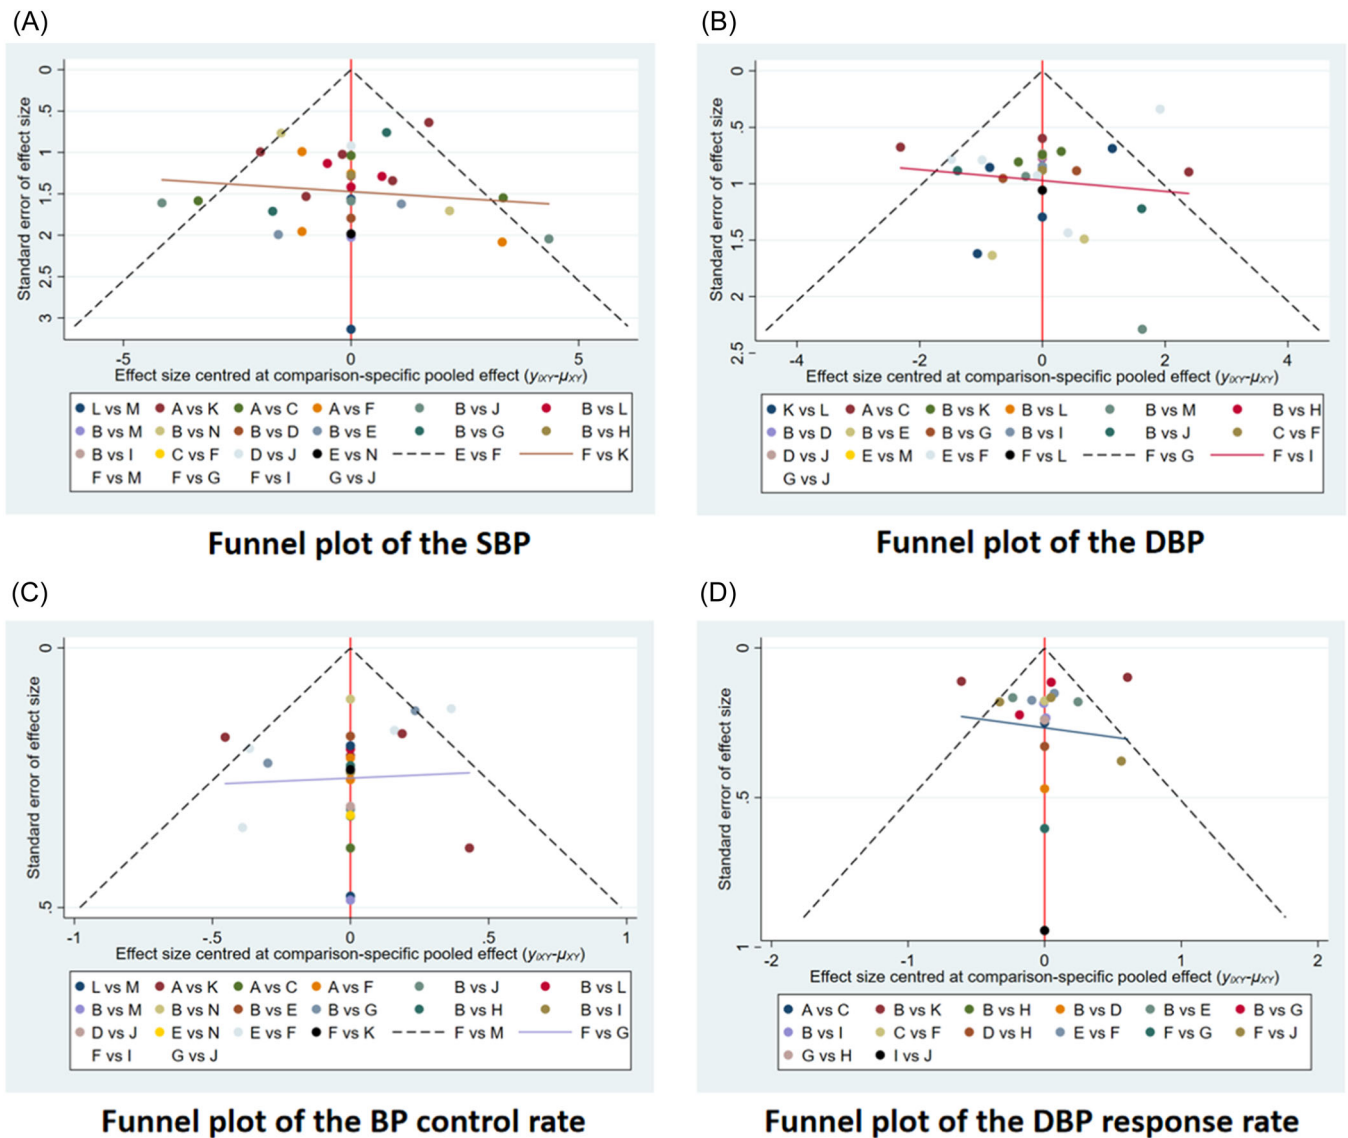 (A)
Standard error of effect size
0
.5
1
1.5
2
2.5
3
-5
0
5
Effect size centred at comparison-specific pooled effect (yiXY-μXY)
L vs M A vs K A vs C A vs F B vs J B vs L
B vs M B vs N B vs D B vs E B vs G B vs H
B vs I C vs F D vs J E vs N E vs F F vs K
F vs M F vs G F vs I G vs J
Funnel plot of the SBP
(B)
Standard error of effect size
0
.5
1
1.5
2
2.5
-4
-2
0
2
4
Effect size centred at comparison-specific pooled effect (yiXY-μXY)
K vs L A vs C B vs K B vs L B vs M B vs H
B vs D B vs E B vs G B vs I B vs J C vs F
D vs J E vs M E vs F F vs L F vs G F vs I
G vs J
Funnel plot of the DBP
(C)
Standard error of effect size
0
.5
-1
-.5
0
.5
1
Effect size centred at comparison-specific pooled effect (yiXY-μXY)
L vs M A vs K A vs C A vs F B vs J B vs L
B vs M B vs N B vs E B vs G B vs H B vs I
D vs J E vs N E vs F F vs K F vs M F vs G
F vs I G vs J
Funnel plot of the BP control rate
(D)
Standard error of effect size
0
.5
1
-2
-1
0
1
2
Effect size centred at comparison-specific pooled effect (yiXY-μXY)
A vs C B vs K B vs H B vs D B vs E B vs G
B vs I C vs F D vs H E vs F F vs G F vs J
G vs H I vs J
Funnel plot of the DBP response rate